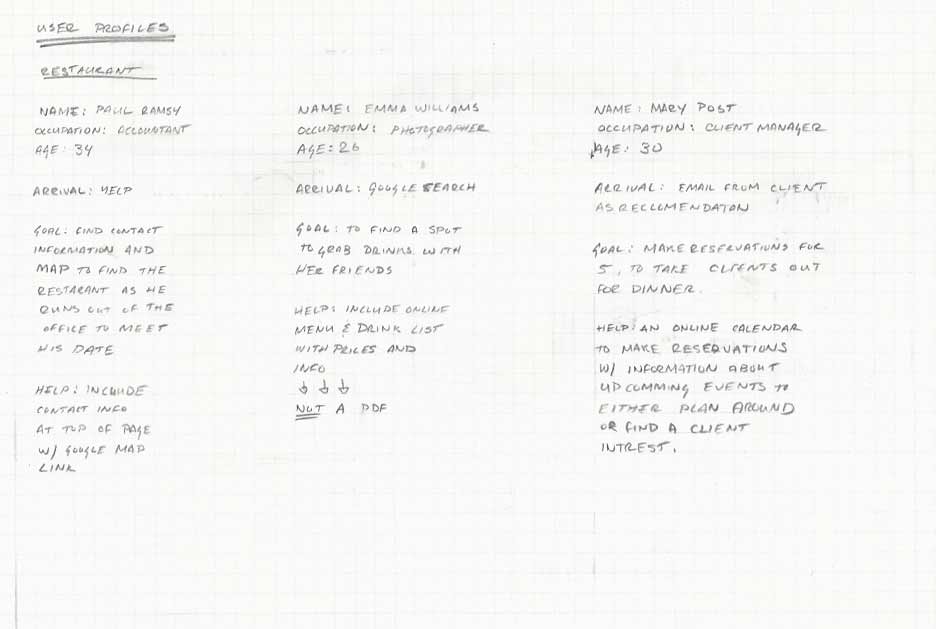 USER PROFILES
RESTAURANT
NAME: PAUL RAMSY
OCCUPATION: ACCOUNTANT
AGE: 34
ARRIVAL: YELP
GOAL: FIND CONTACT
INFORMATION AND
MAP TO FIND THE
RESTARANT AS HE
RUNS OUT OF THE
OFFICE TO MEET
HIS DATE
HELP: INCLUDE
CONTACT INFO
AT TOP OF PAGE
W/ GOOGLE MAP
LINK
NAME: EMMA WILLIAMS
OCCUPATION: PHOTOGRAPHER
AGE: 26
ARRIVAL: GOOGLE SEARCH
GOAL: TO FIND A SPOT
TO GRAB DRINKS WITH
HER FRIENDS
HELP: INCLUDE ONLINE
MENU & DRINK LIST
WITH PRICES AND
INFO
↓ ↓ ↓
NOT A PDF
NAME: MARY POST
OCCUPATION: CLIENT MANAGER
AGE: 30
ARRIVAL: EMAIL FROM CLIENT
AS RECCOMENDATON
GOAL: MAKE RESERVATIONS FOR
5, TO TAKE CLIENTS OUT
FOR DINNER.
HELP: AN ONLINE CALENDAR
TO MAKE RESERVATIONS
W/ INFORMATION ABOUT
UPCOMMING EVENTS TO
EITHER PLAN AROUND
OR FIND A CLIENT
INTREST.